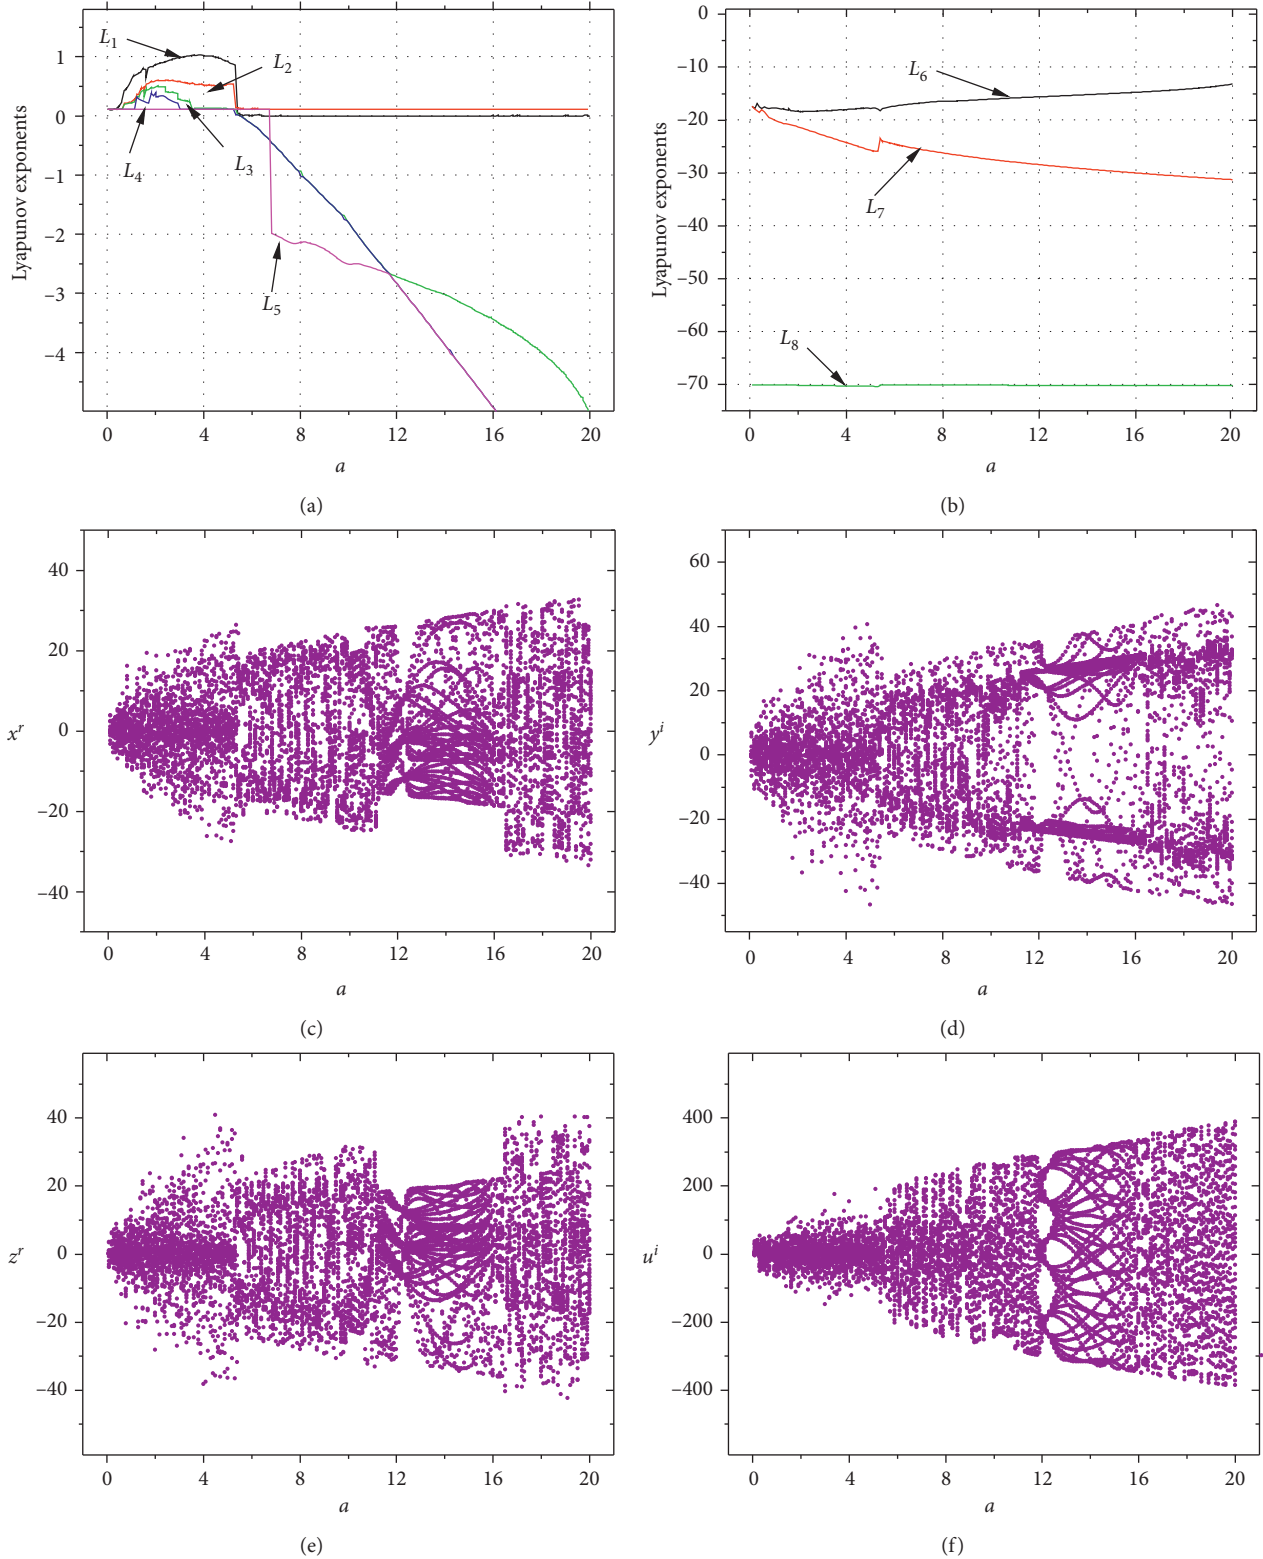 1
0
−1
−2
−3
−4
Lyapunov exponents
L1
L2
L3
L4
L5
0 4 8 12 16 20
a
(a)
0
−10
−20
−30
−40
−50
−60
−70
Lyapunov exponents
L6
L7
L8
0 4 8 12 16 20
a
(b)
40
20
0
−20
−40
x^r
0 4 8 12 16 20
a
(c)
60
40
20
0
−20
−40
y^i
0 4 8 12 16 20
a
(d)
40
20
0
−20
−40
z^r
0 4 8 12 16 20
a
(e)
400
200
0
−200
−400
u^i
0 4 8 12 16 20
a
(f)